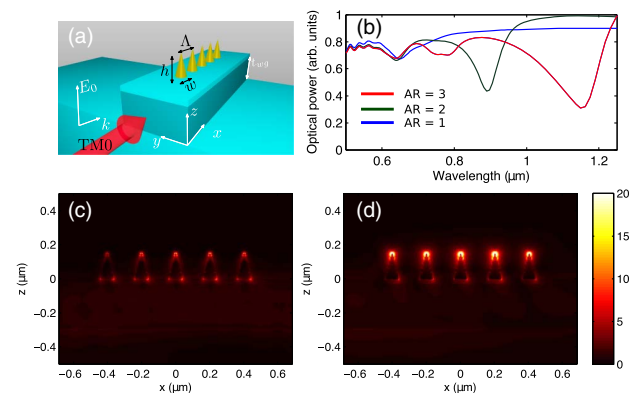 (a)
Λ
h
w
t_w0
E0
k
z
y
x
TM0
(b)
Optical power (arb. units)
1
0.8
0.6
0.4
0.2
0
AR = 3
AR = 2
AR = 1
0.6 0.8 1 1.2
Wavelength (μm)
(c)
0.4
0.2
0
−0.2
−0.4
z (μm)
−0.6 −0.4 −0.2 0 0.2 0.4 0.6
x (μm)
(d)
0.4
0.2
0
−0.2
−0.4
z (μm)
−0.6 −0.4 −0.2 0 0.2 0.4 0.6
x (μm)
20
15
10
5
0